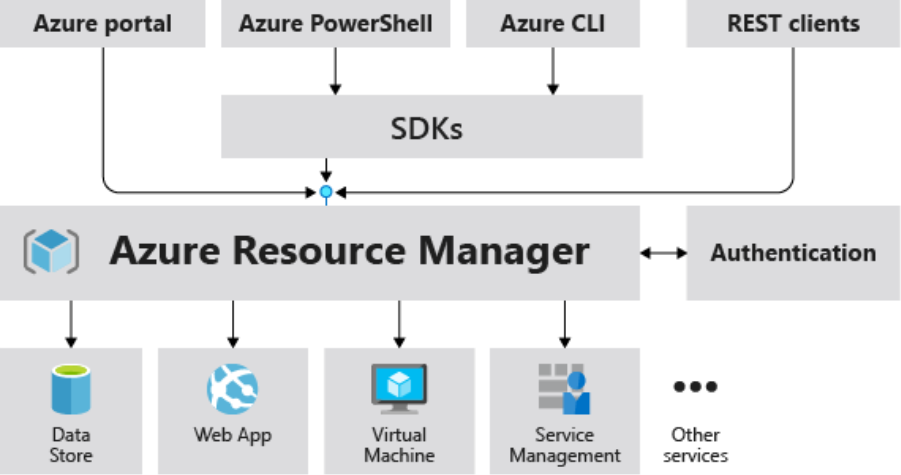 Azure portal
Azure PowerShell
Azure CLI
REST clients
SDKs
Azure Resource Manager
Authentication
Data
Store
Web App
Virtual
Machine
Service
Management
Other
services